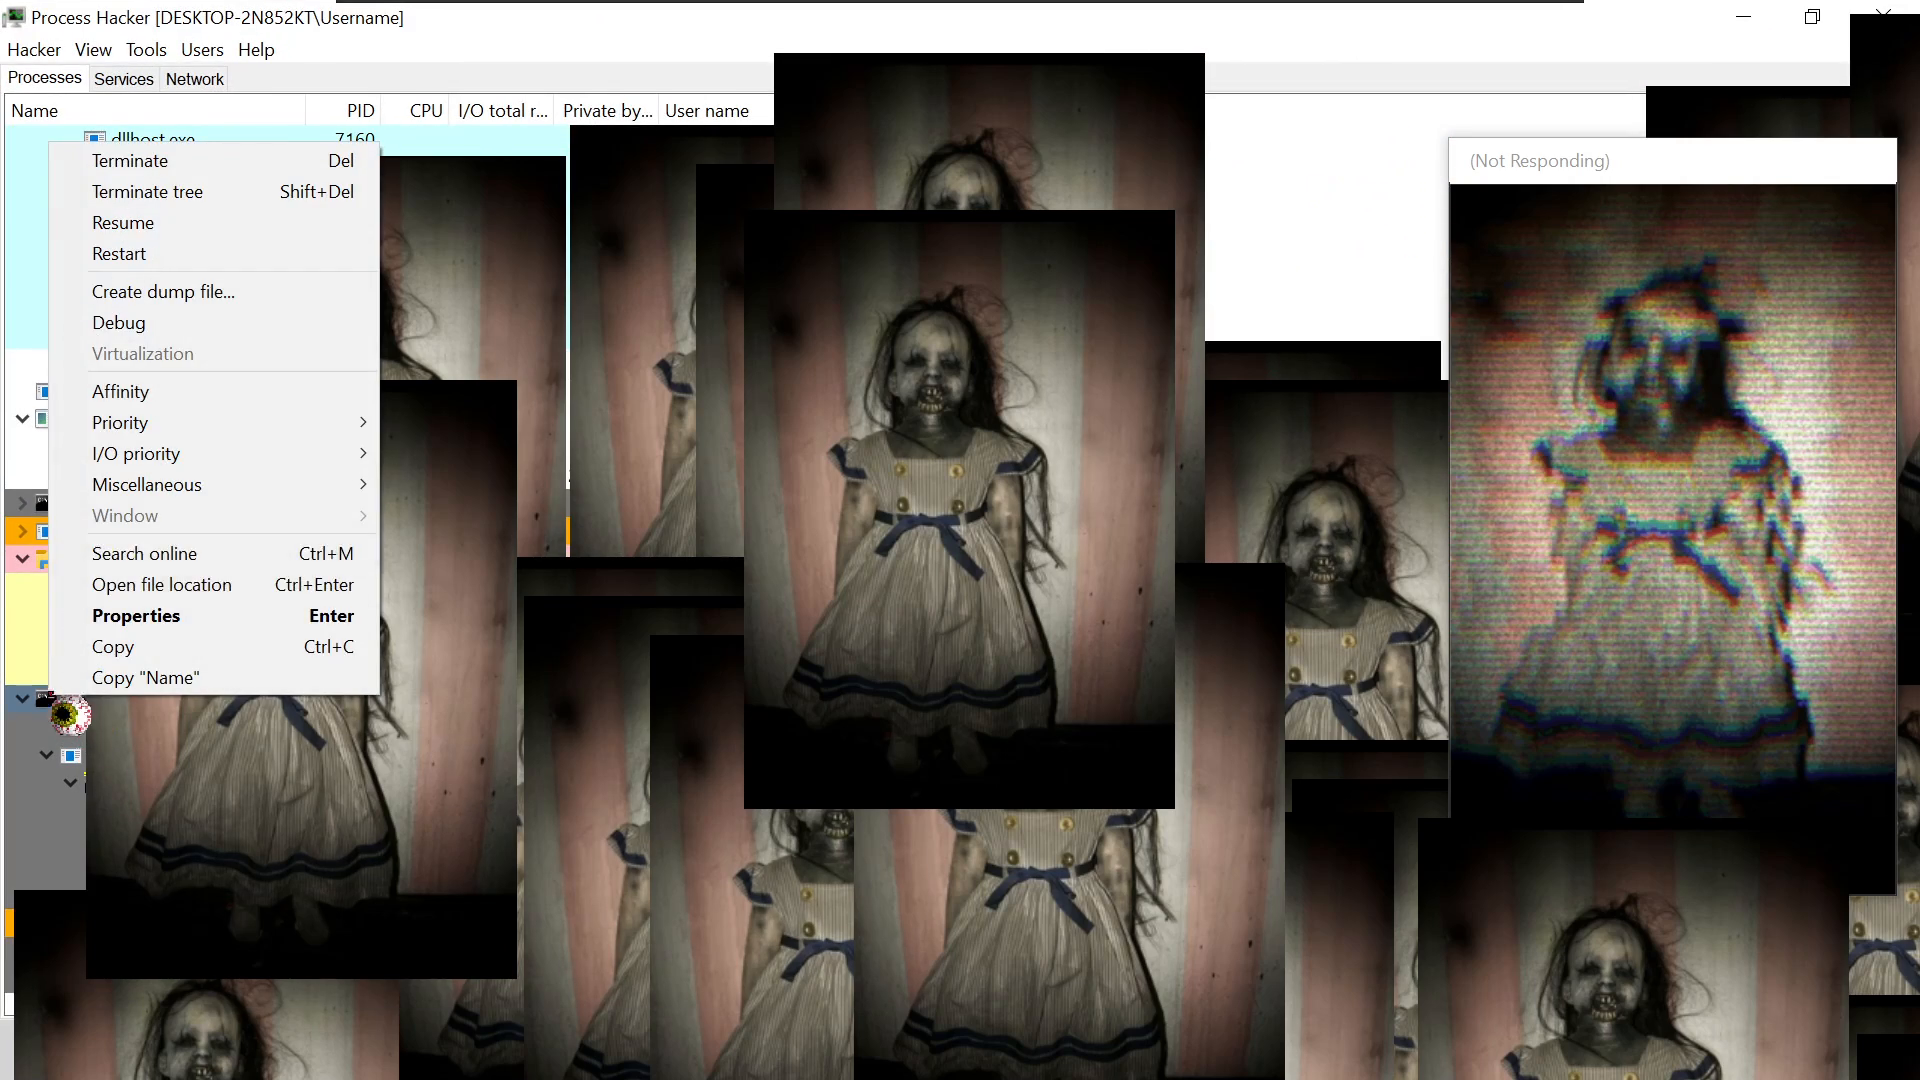 Process Hacker [DESKTOP-2N852KT\Username]
Hacker View Tools Users Help
Processes Services Network
Name PID CPU I/O total r... Private by... User name
dllhost.exe 7160
Terminate Del
Terminate tree Shift+Del
Resume
Restart
Create dump file...
Debug
Virtualization
Affinity
Priority
I/O priority
Miscellaneous
Window
Search online Ctrl+M
Open file location Ctrl+Enter
Properties Enter
Copy Ctrl+C
Copy "Name"
(Not Responding)